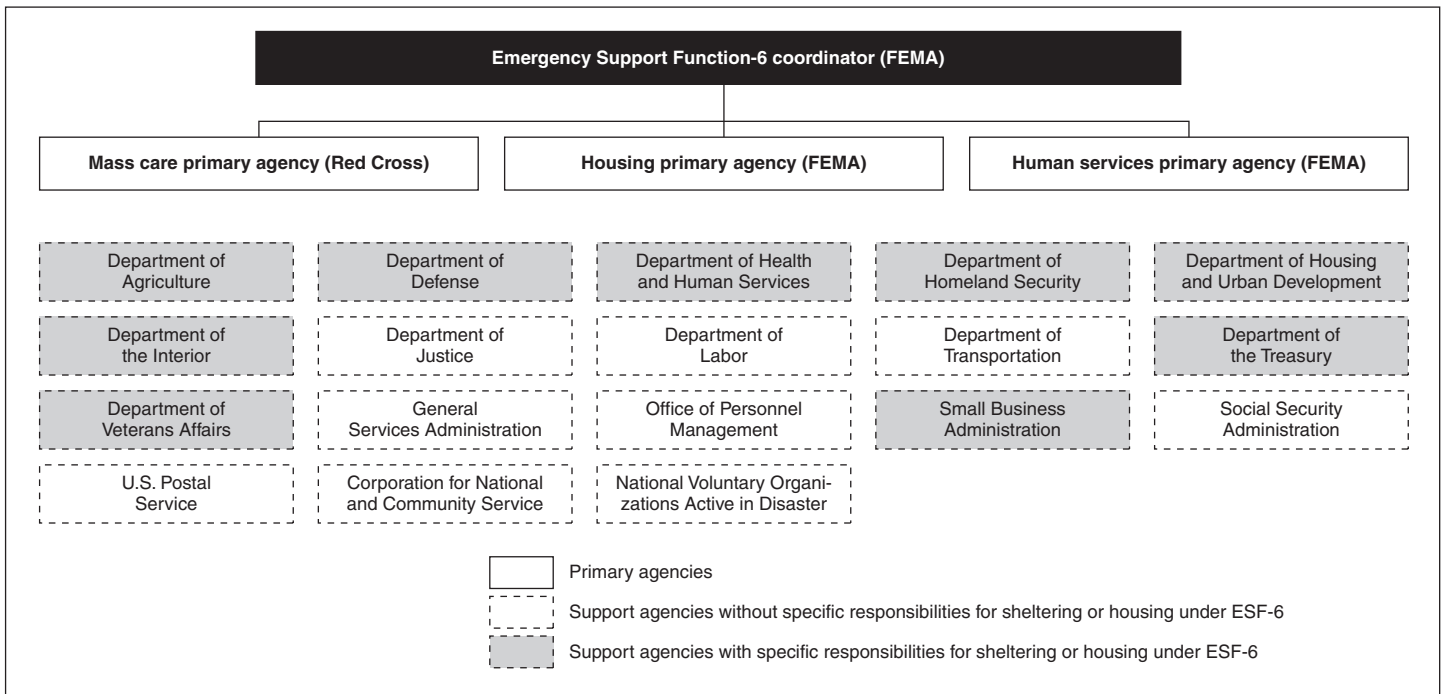 Emergency Support Function-6 coordinator (FEMA)
Mass care primary agency (Red Cross)
Housing primary agency (FEMA)
Human services primary agency (FEMA)
Department of
Agriculture
Department of
Defense
Department of Health
and Human Services
Department of
Homeland Security
Department of Housing
and Urban Development
Department of
the Interior
Department of
Justice
Department of
Labor
Department of
Transportation
Department of
the Treasury
Department of
Veterans Affairs
General
Services Administration
Office of Personnel
Management
Small Business
Administration
Social Security
Administration
U.S. Postal
Service
Corporation for National
and Community Service
National Voluntary Organi-
zations Active in Disaster
Primary agencies
Support agencies without specific responsibilities for sheltering or housing under ESF-6
Support agencies with specific responsibilities for sheltering or housing under ESF-6